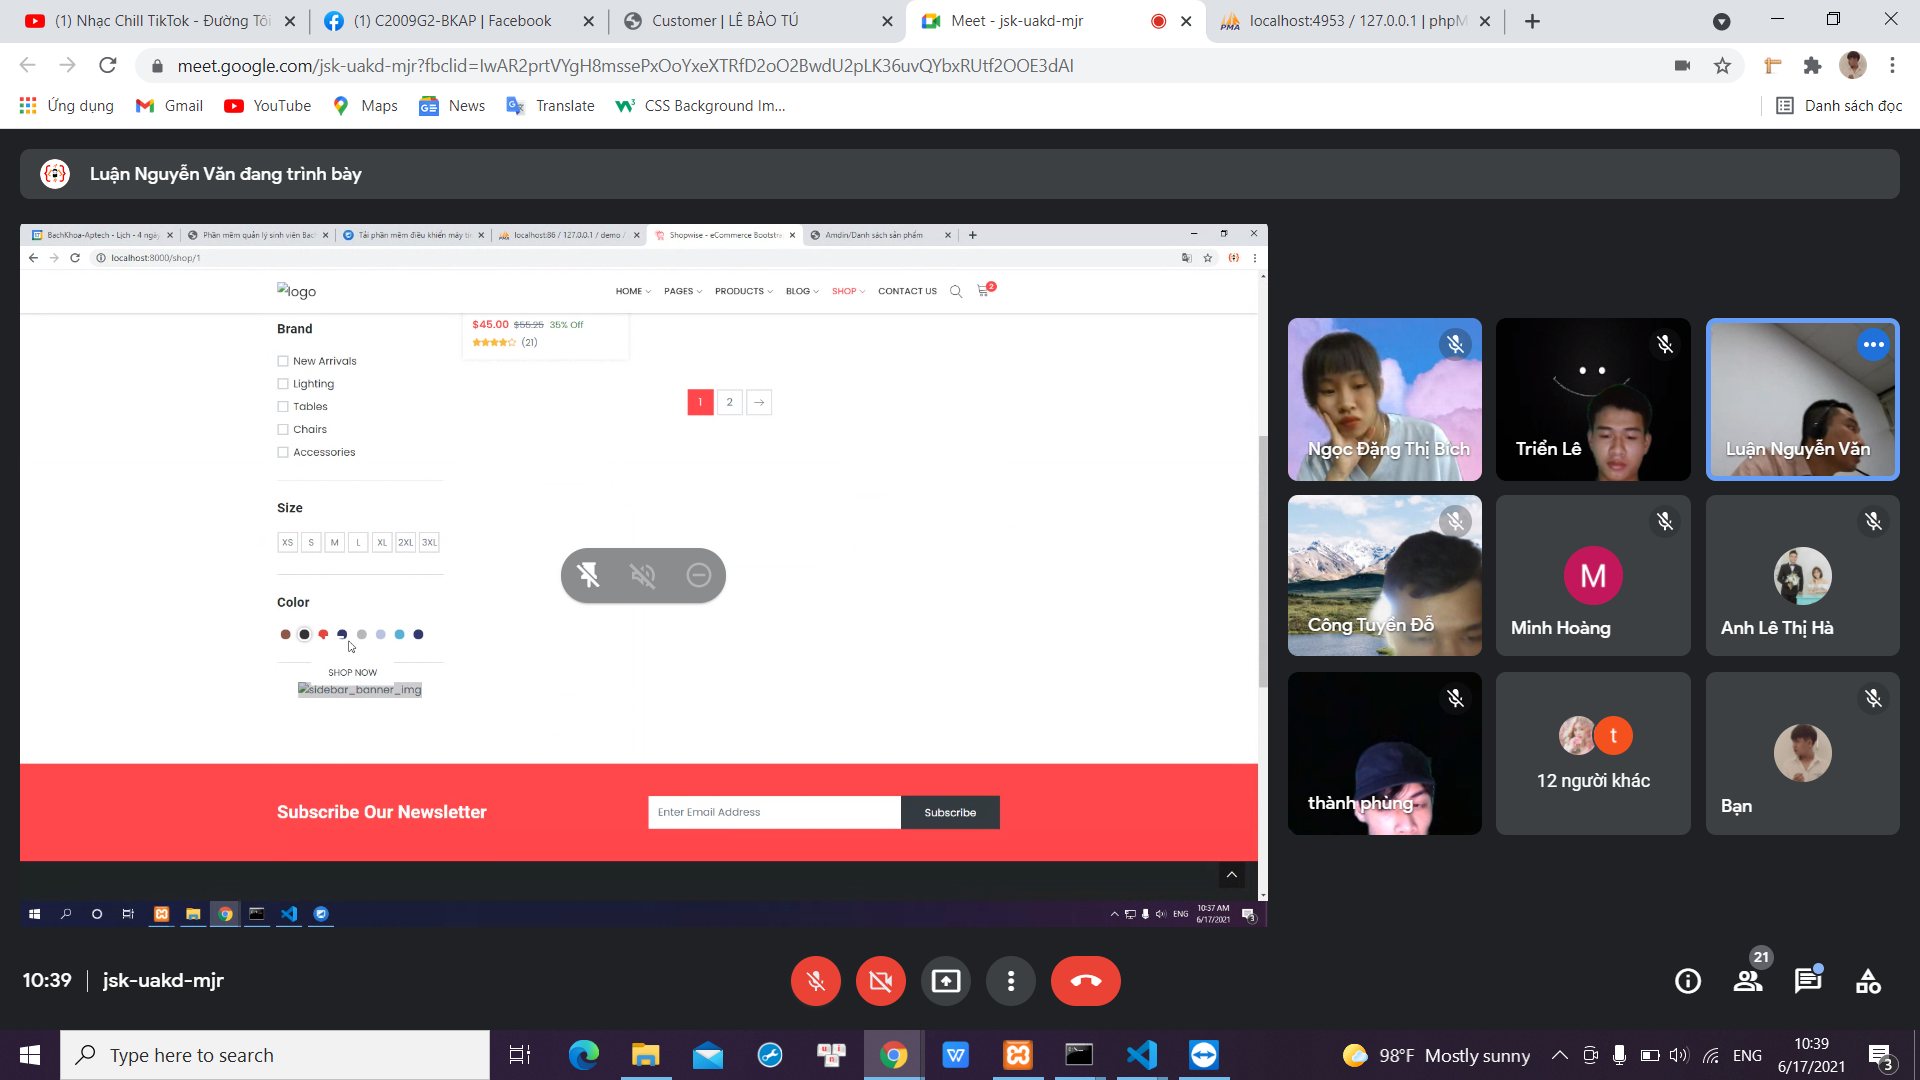 (1) Nhạc Chill TikTok - Đường Tôi
(1) C2009G2-BKAP | Facebook
Customer | LÊ BẢO TÚ
Meet - jsk-uakd-mjr
localhost:4953 / 127.0.0.1 | phpM
meet.google.com/jsk-uakd-mjr?fbclid=IwAR2prtVYgH8mssePxOoYxeXTRfD2oO2BwdU2pLK36uvQYbxRUtf2OOE3dAI
Ứng dụng
Gmail
YouTube
Maps
News
Translate
CSS Background Im...
Danh sách đọc
Luận Nguyễn Văn đang trình bày
BachKhoa-Aptech - Lịch - 4 ngày
Phần mềm quản lý sinh viên Bac
Tải phần mềm điều khiển máy tín
localhost:86 / 127.0.0.1 / demo /
Shopwise - eCommerce Bootstra
Amdin/Danh sách sản phẩm
localhost:8000/shop/1
logo
HOME
PAGES
PRODUCTS
BLOG
SHOP
CONTACT US
2
Brand
$45.00 $55.25 35% Off
(21)
New Arrivals
Lighting
Tables
Chairs
Accessories
1 2
Size
XS S M L XL 2XL 3XL
Color
SHOP NOW
sidebar_banner_img
Subscribe Our Newsletter
Enter Email Address
Subscribe
ENG
10:37 AM
6/17/2021
3
Ngọc Đặng Thị Bích
Triển Lê
Luận Nguyễn Văn
Công Tuyền Đỗ
M
Minh Hoàng
Anh Lê Thị Hà
thành phùng
t
12 người khác
Bạn
10:39
jsk-uakd-mjr
21
Type here to search
98°F Mostly sunny
ENG
10:39
6/17/2021
3